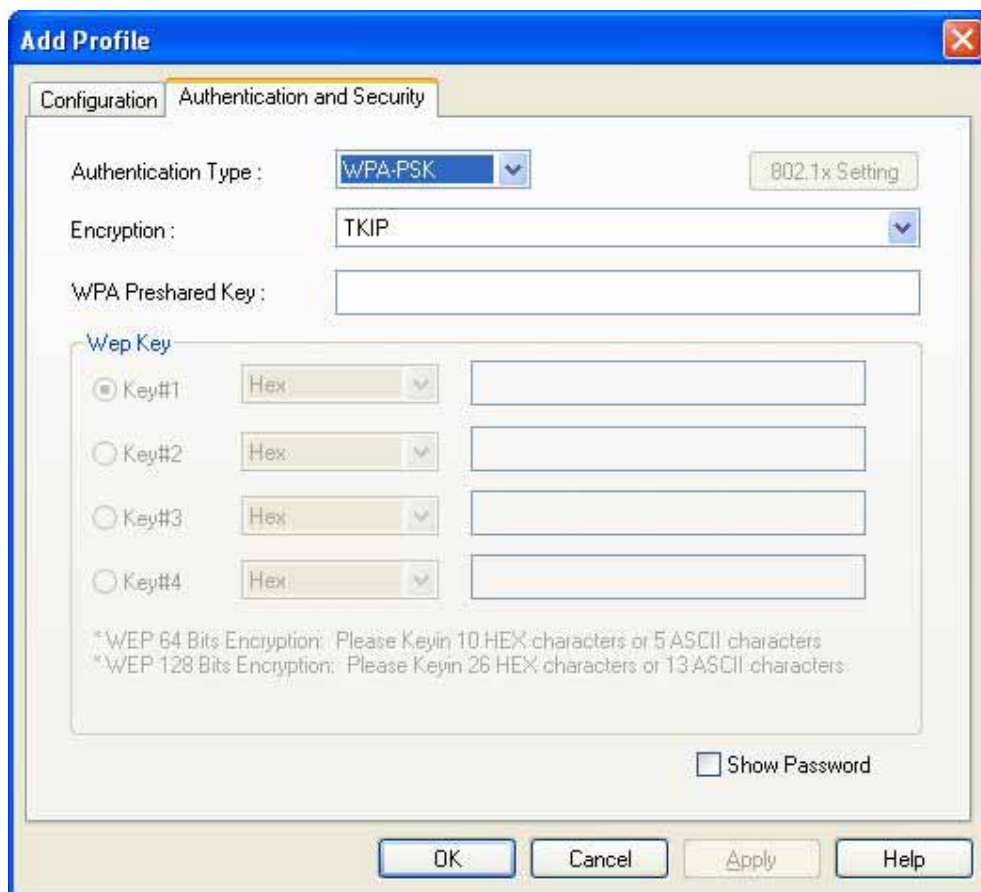 Add Profile
Configuration
Authentication and Security
Authentication Type :
WPA-PSK
802.1x Setting
Encryption :
TKIP
WPA Preshared Key :
Wep Key
Key#1
Hex
Key#2
Hex
Key#3
Hex
Key#4
Hex
* WEP 64 Bits Encryption: Please Keyin 10 HEX characters or 5 ASCII characters
* WEP 128 Bits Encryption: Please Keyin 26 HEX characters or 13 ASCII characters
Show Password
OK
Cancel
Apply
Help